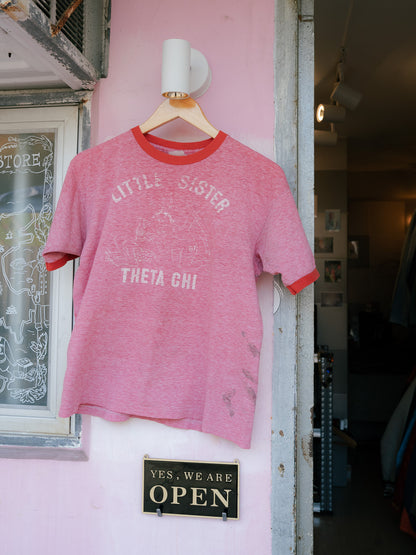 STORE
LITTLE SISTER
THETA CHI
YES, WE ARE
OPEN